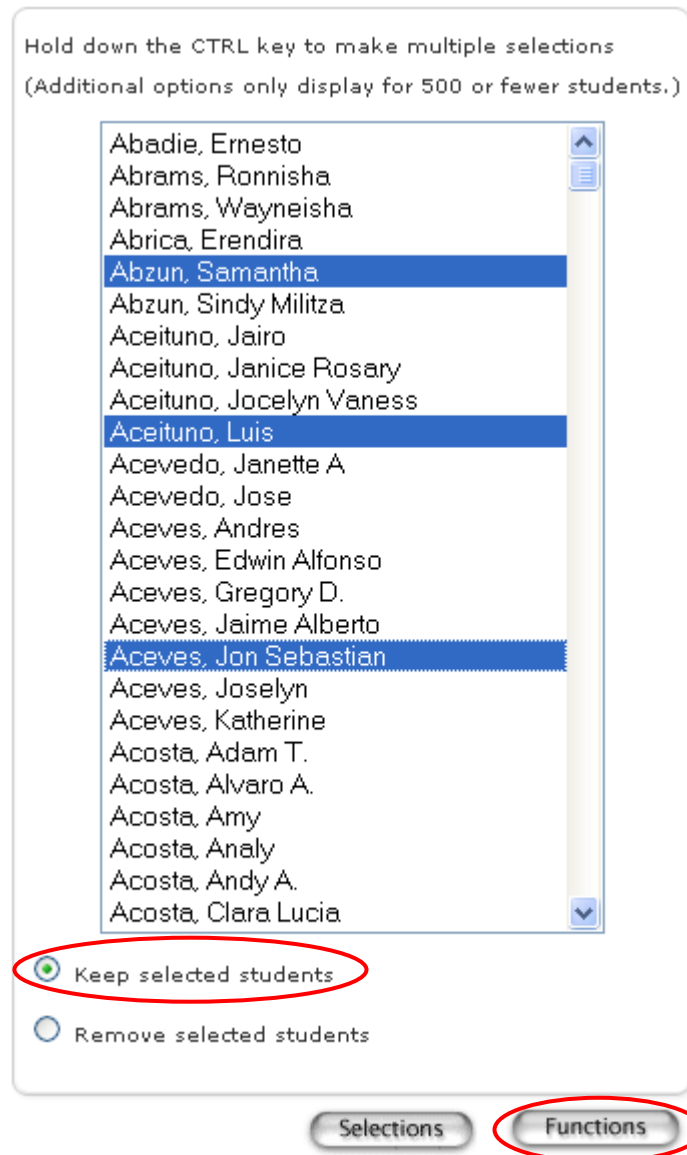 Hold down the CTRL key to make multiple selections
(Additional options only display for 500 or fewer students.)
Abadie, Ernesto
Abrams, Ronnisha
Abrams, Wayneisha
Abrica, Erendira
Abzun, Samantha
Abzun, Sindy Militza
Aceituno, Jairo
Aceituno, Janice Rosary
Aceituno, Jocelyn Vaness
Aceituno, Luis
Acevedo, Janette A
Acevedo, Jose
Aceves, Andres
Aceves, Edwin Alfonso
Aceves, Gregory D.
Aceves, Jaime Alberto
Aceves, Jon Sebastian
Aceves, Joselyn
Aceves, Katherine
Acosta, Adam T.
Acosta, Alvaro A.
Acosta, Amy
Acosta, Analy
Acosta, Andy A.
Acosta, Clara Lucia
Keep selected students
Remove selected students
Selections Functions